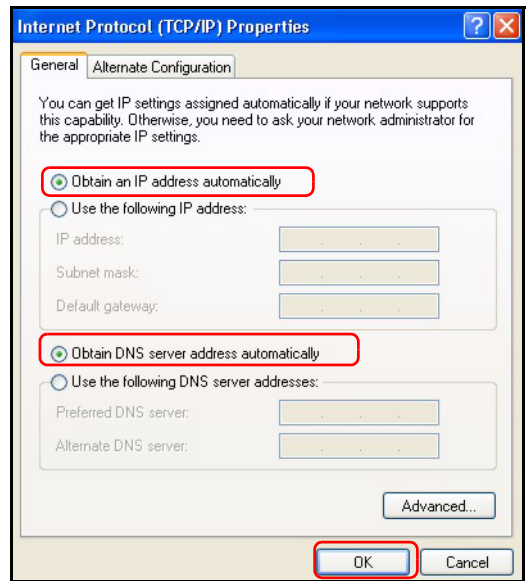 Internet Protocol (TCP/IP) Properties
General
Alternate Configuration
You can get IP settings assigned automatically if your network supports
this capability. Otherwise, you need to ask your network administrator for
the appropriate IP settings.
Obtain an IP address automatically
Use the following IP address:
IP address:
Subnet mask:
Default gateway:
Obtain DNS server address automatically
Use the following DNS server addresses:
Preferred DNS server:
Alternate DNS server:
Advanced...
OK
Cancel